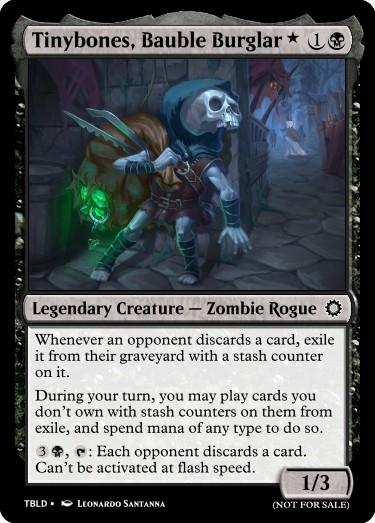 Tinybones, Bauble Burglar ★ 1
Legendary Creature — Zombie Rogue
Whenever an opponent discards a card, exile
it from their graveyard with a stash counter
on it.
During your turn, you may play cards you
don't own with stash counters on them from
exile, and spend mana of any type to do so.
3 , : Each opponent discards a card.
Can't be activated at flash speed.
1/3
TBLD • Leonardo Santanna
(NOT FOR SALE)